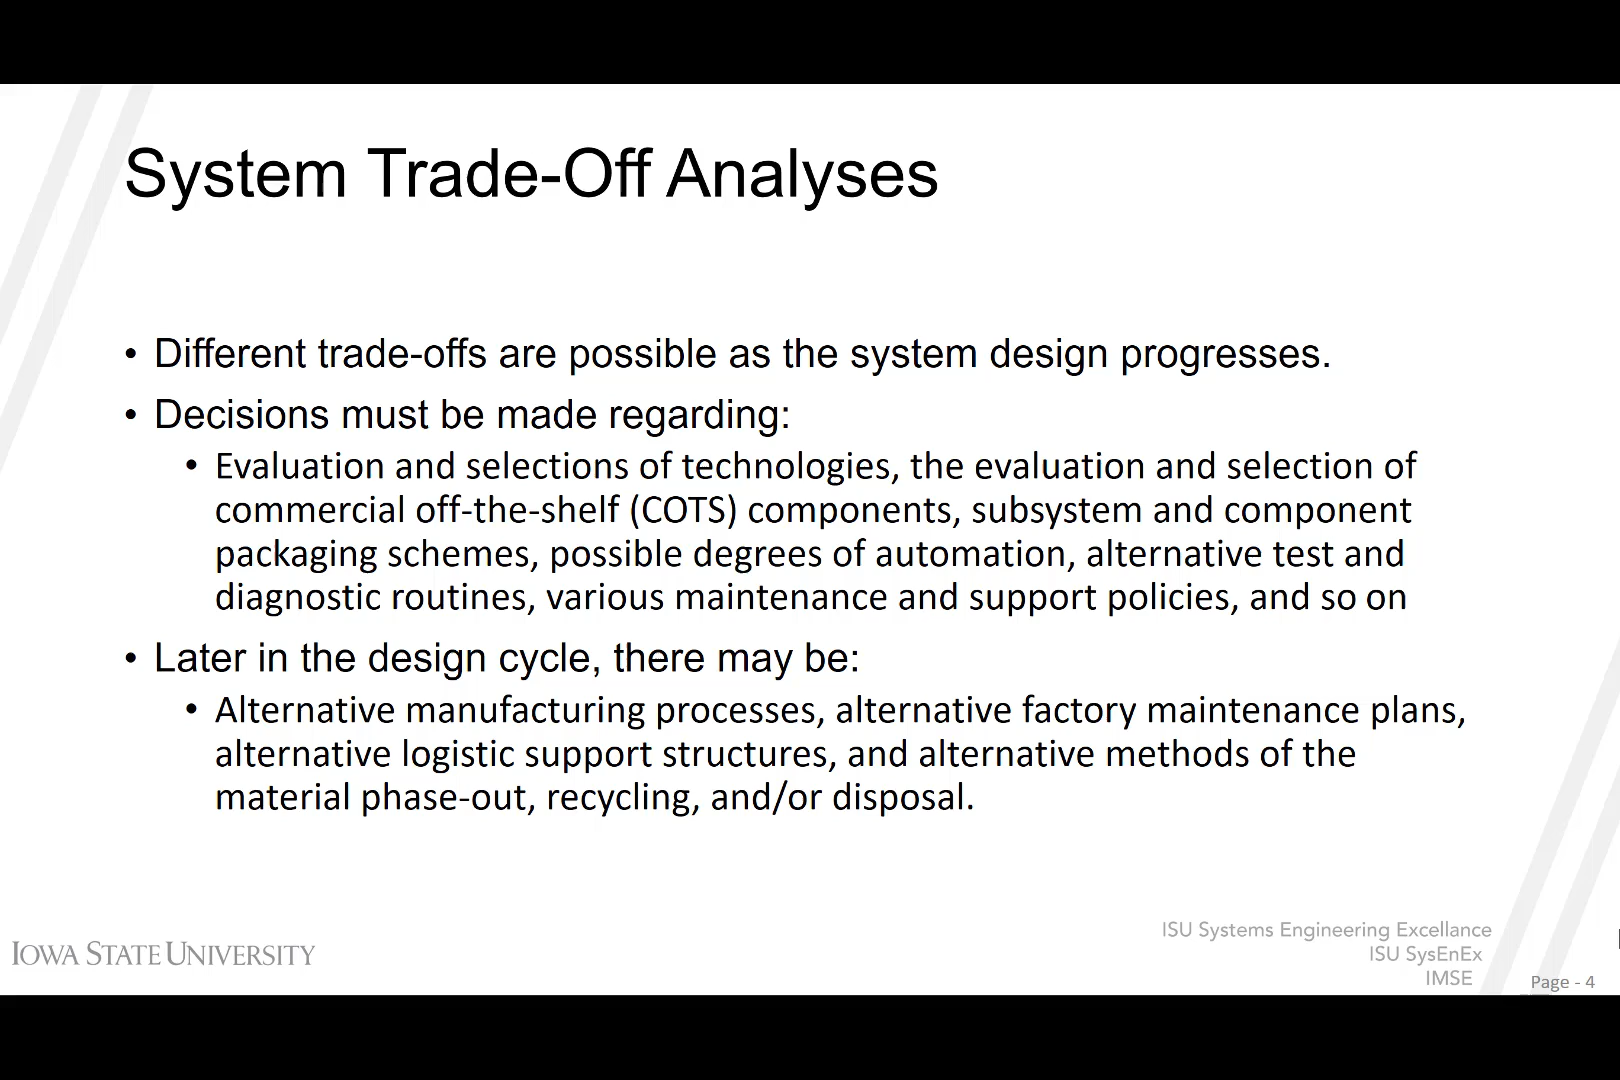 System Trade-Off Analyses
• Different trade-offs are possible as the system design progresses.
• Decisions must be made regarding:
• Evaluation and selections of technologies, the evaluation and selection of
commercial off-the-shelf (COTS) components, subsystem and component
packaging schemes, possible degrees of automation, alternative test and
diagnostic routines, various maintenance and support policies, and so on
• Later in the design cycle, there may be:
• Alternative manufacturing processes, alternative factory maintenance plans,
alternative logistic support structures, and alternative methods of the
material phase-out, recycling, and/or disposal.
IOWA STATE UNIVERSITY
ISU Systems Engineering Excellance
ISU SysEnEx
IMSE
Page - 4